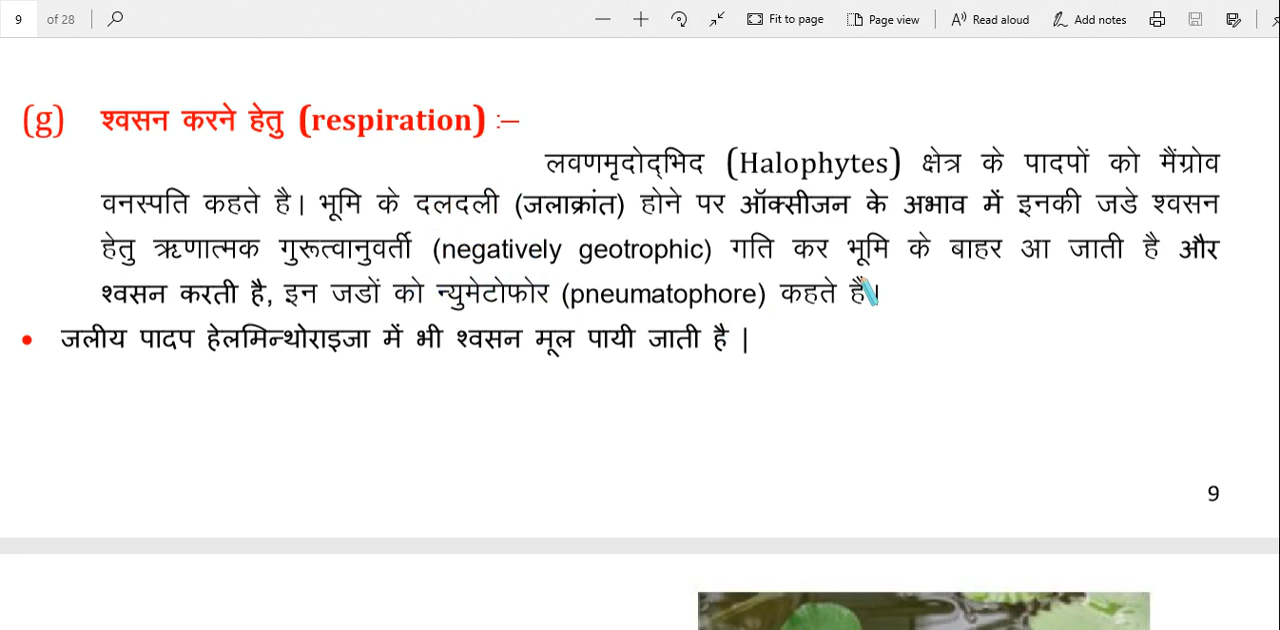 9 of 28 Fit to page Page view Read aloud Add notes
(g) श्वसन करने हेतु (respiration) :–
लवणमृदोद्भिद (Halophytes) क्षेत्र के पादपों को मैंग्रोव
वनस्पति कहते है। भूमि के दलदली (जलाक्रांत) होने पर ऑक्सीजन के अभाव में इनकी जडे श्वसन
हेतु ऋणात्मक गुरूत्वानुवर्ती (negatively geotrophic) गति कर भूमि के बाहर आ जाती है और
श्वसन करती है, इन जडों को न्युमेटोफोर (pneumatophore) कहते हैं।
• जलीय पादप हेलमिन्थोराइजा में भी श्वसन मूल पायी जाती है |
9